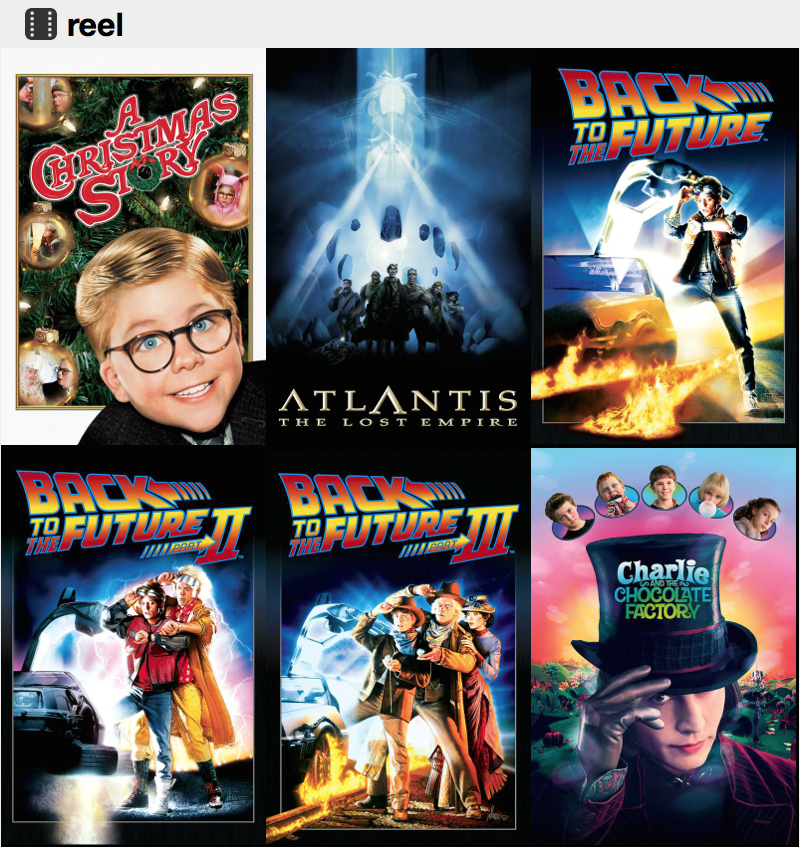 reel
A
CHRISTMAS
STORY
ATLANTIS
THE LOST EMPIRE
BACK
TO
THE FUTURE
BACK
TO
THE FUTURE
PART II
BACK
TO
THE FUTURE
PART III
Charlie
AND THE
CHOCOLATE
FACTORY